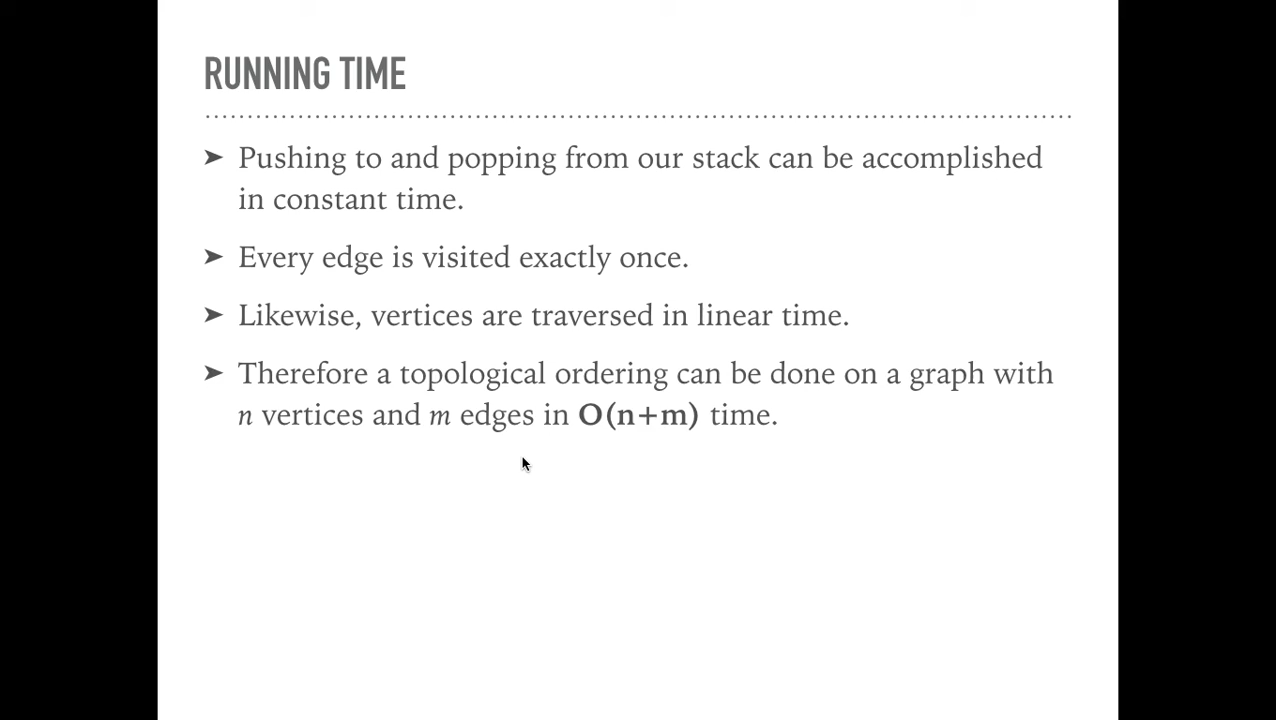 RUNNING TIME
➤ Pushing to and popping from our stack can be accomplished
in constant time.
➤ Every edge is visited exactly once.
➤ Likewise, vertices are traversed in linear time.
➤ Therefore a topological ordering can be done on a graph with
n vertices and m edges in O(n+m) time.